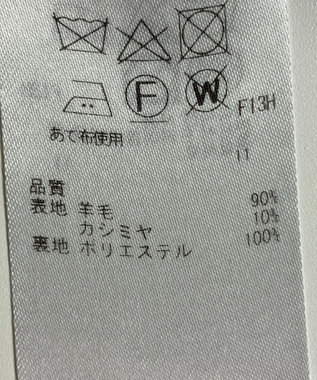 F W F13H
あて布使用
11
品質
表地 羊毛 90%
カシミヤ 10%
裏地 ポリエステル 100%